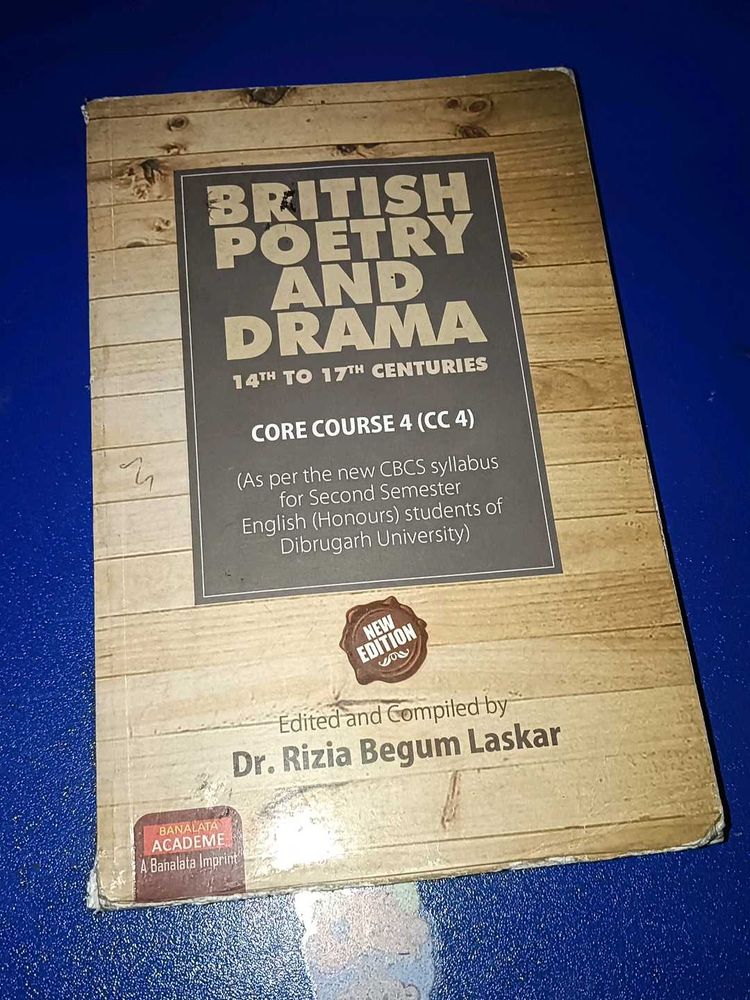 BRITISH
POETRY
AND
DRAMA
14TH TO 17TH CENTURIES
CORE COURSE 4 (CC 4)
(As per the new CBCS syllabus
for Second Semester
English (Honours) students of
Dibrugarh University)
NEW
EDITION
Edited and Compiled by
Dr. Rizia Begum Laskar
BANALATA
ACADEME
A Banalata Imprint